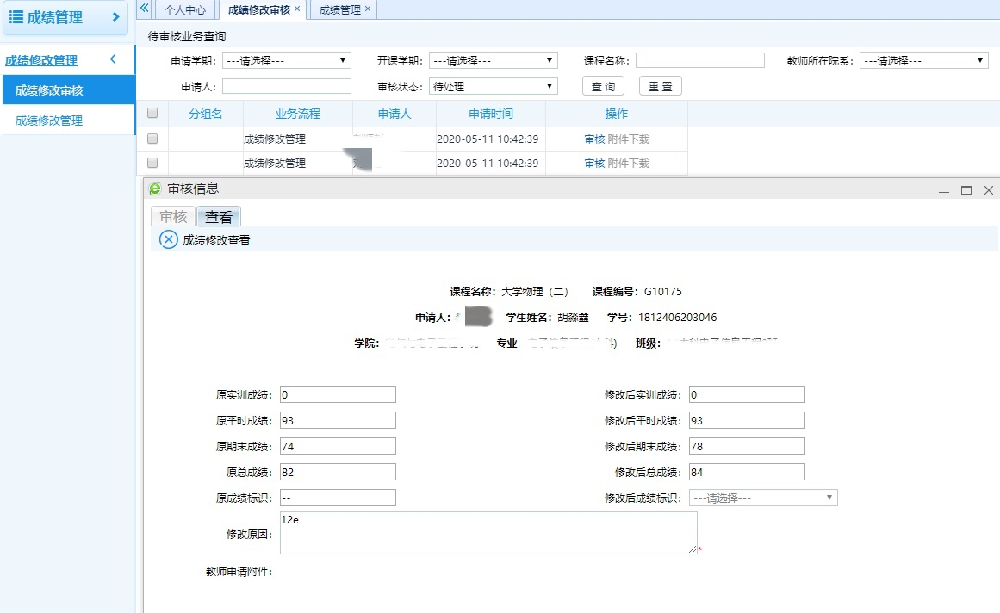 成绩管理
成绩修改管理
成绩修改审核
成绩修改管理
个人中心 成绩修改审核 × 成绩管理 ×
待审核业务查询
申请学期: ---请选择--- 开课学期: ---请选择--- 课程名称: 教师所在院系: ---请选择---
申请人: 审核状态: 待处理 查 询 重 置
分组名 业务流程 申请人 申请时间 操作
成绩修改管理 2020-05-11 10:42:39 审核 附件下载
成绩修改管理 2020-05-11 10:42:39 审核 附件下载
审核信息
审核 查看
成绩修改查看
课程名称: 大学物理（二） 课程编号: G10175
申请人: 学生姓名: 胡淼鑫 学号: 1812406203046
学院: 专业 班级:
原实训成绩: 0 修改后实训成绩: 0
原平时成绩: 93 修改后平时成绩: 93
原期末成绩: 74 修改后期末成绩: 78
原总成绩: 82 修改后总成绩: 84
原成绩标识: -- 修改后成绩标识: ---请选择---
修改原因: 12e *
教师申请附件: